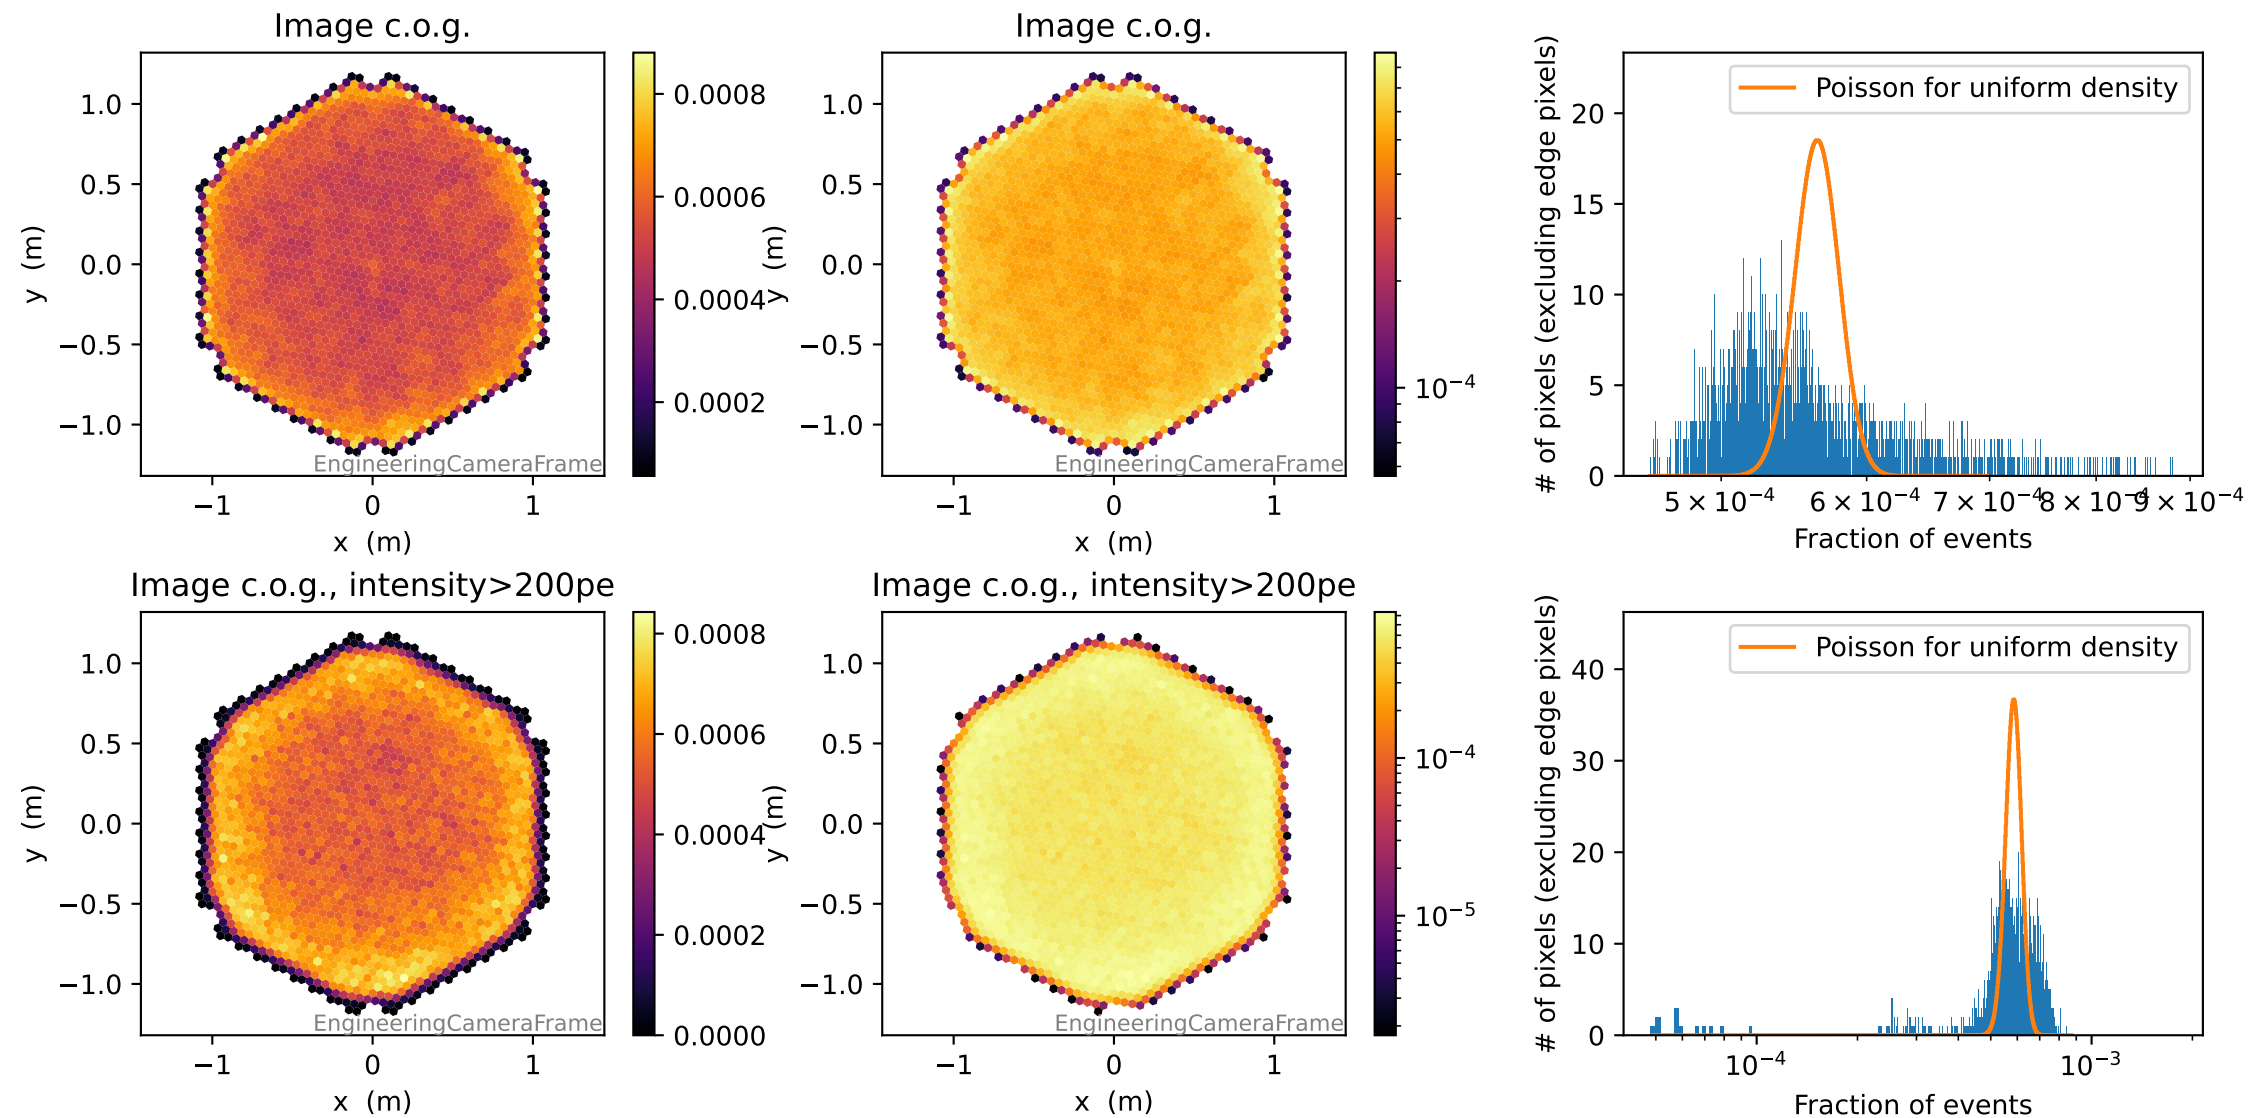 Image c.o.g.
1.0
0.5
0.0
−0.5
−1.0
y (m)
−1
0
1
x (m)
EngineeringCameraFrame
0.0008
0.0006
0.0004
0.0002
Image c.o.g.
1.0
0.5
0.0
−0.5
−1.0
y (m)
−1
0
1
x (m)
EngineeringCameraFrame
10⁻⁴
# of pixels (excluding edge pixels)
20
15
10
5
0
Poisson for uniform density
5 × 10⁻⁴
6 × 10⁻⁴
7 × 10⁻⁴
8 × 10⁻⁴
9 × 10⁻⁴
Fraction of events
Image c.o.g., intensity>200pe
1.0
0.5
0.0
−0.5
−1.0
y (m)
−1
0
1
x (m)
EngineeringCameraFrame
0.0008
0.0006
0.0004
0.0002
0.0000
Image c.o.g., intensity>200pe
1.0
0.5
0.0
−0.5
−1.0
y (m)
−1
0
1
x (m)
EngineeringCameraFrame
10⁻⁴
10⁻⁵
# of pixels (excluding edge pixels)
40
30
20
10
0
Poisson for uniform density
10⁻⁴
10⁻³
Fraction of events